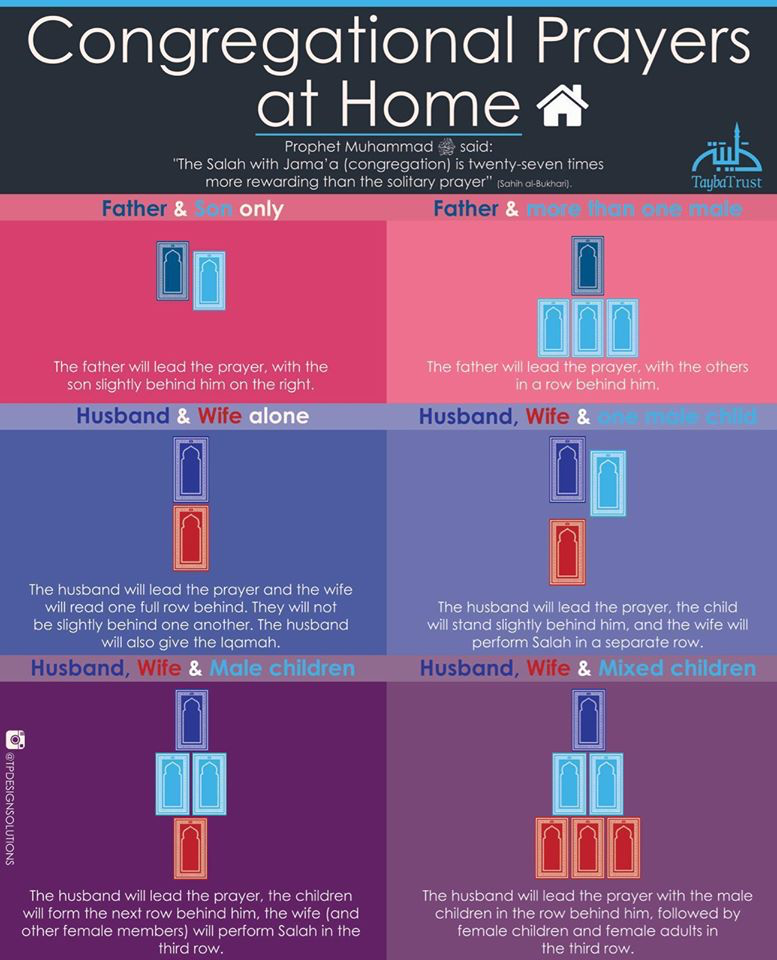 Congregational Prayers
at Home
Prophet Muhammad ﷺ said:
"The Salah with Jama'a (congregation) is twenty-seven times
more rewarding than the solitary prayer" (Sahih al-Bukhari).
طيبة
TaybaTrust
Father & Son only
The father will lead the prayer, with the
son slightly behind him on the right.
Father & more than one male
The father will lead the prayer, with the others
in a row behind him.
Husband & Wife alone
The husband will lead the prayer and the wife
will read one full row behind. They will not
be slightly behind one another. The husband
will also give the Iqamah.
Husband, Wife & one male child
The husband will lead the prayer, the child
will stand slightly behind him, and the wife will
perform Salah in a separate row.
Husband, Wife & Male children
The husband will lead the prayer, the children
will form the next row behind him, the wife (and
other female members) will perform Salah in the
third row.
Husband, Wife & Mixed children
The husband will lead the prayer with the male
children in the row behind him, followed by
female children and female adults in
the third row.
@TPDESIGNSOLUTIONS